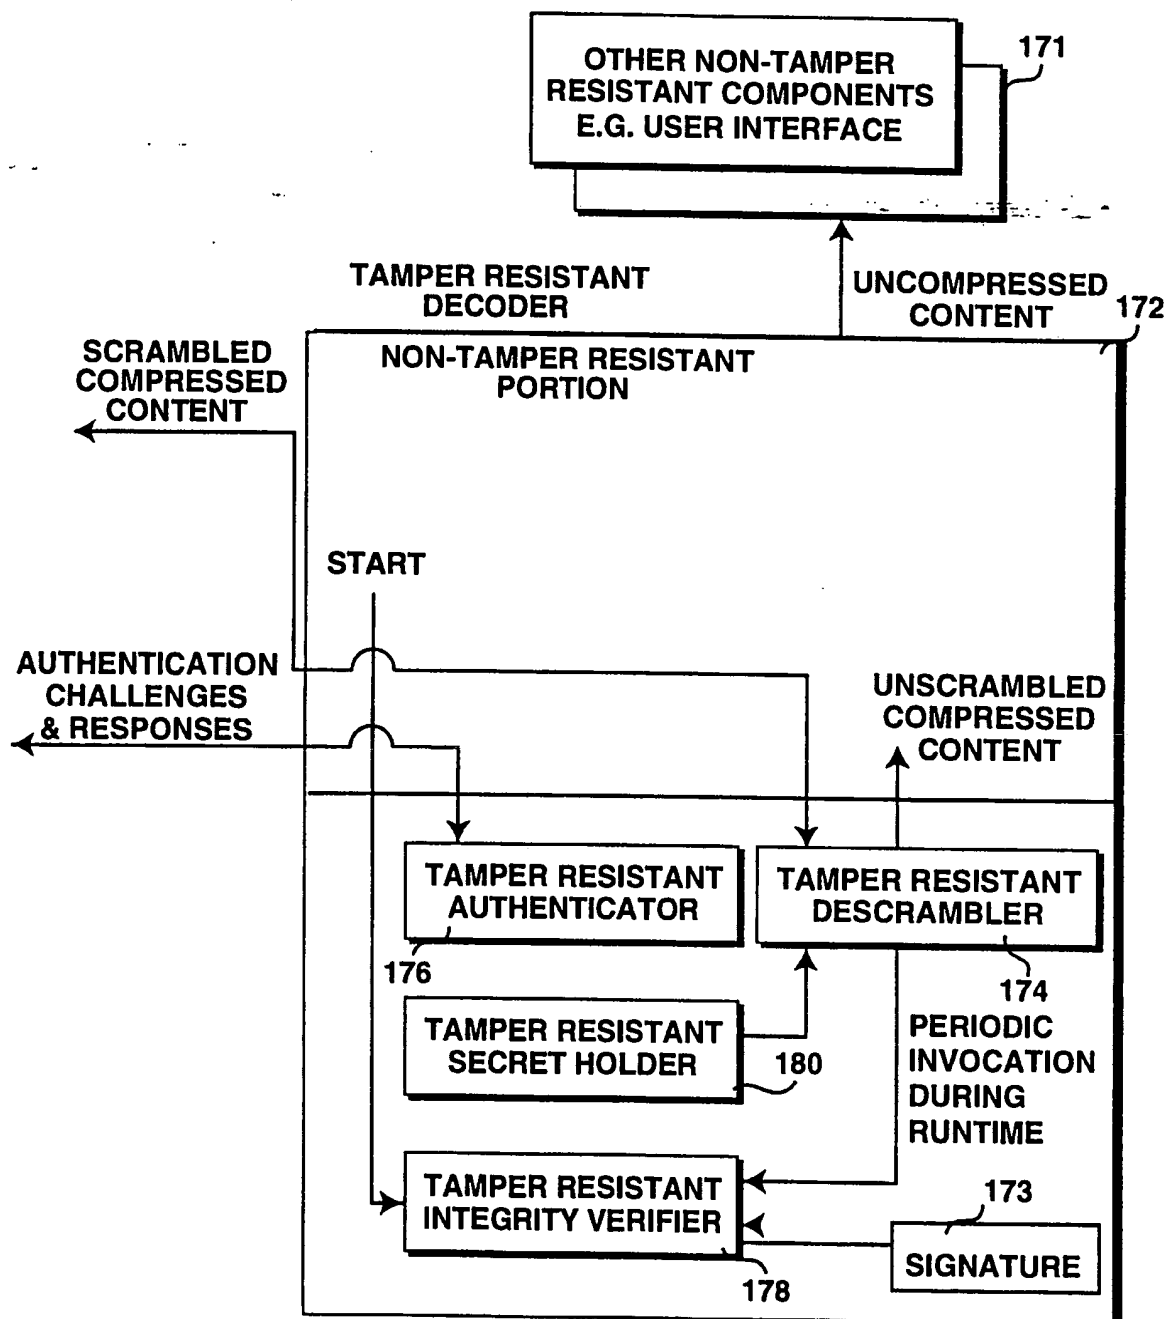 OTHER NON-TAMPER
RESISTANT COMPONENTS
E.G. USER INTERFACE
171
TAMPER RESISTANT
DECODER
UNCOMPRESSED
CONTENT
172
NON-TAMPER RESISTANT
PORTION
SCRAMBLED
COMPRESSED
CONTENT
START
AUTHENTICATION
CHALLENGES
& RESPONSES
UNSCRAMBLED
COMPRESSED
CONTENT
TAMPER RESISTANT
AUTHENTICATOR
176
TAMPER RESISTANT
DESCRAMBLER
174
TAMPER RESISTANT
SECRET HOLDER
180
PERIODIC
INVOCATION
DURING
RUNTIME
TAMPER RESISTANT
INTEGRITY VERIFIER
178
173
SIGNATURE